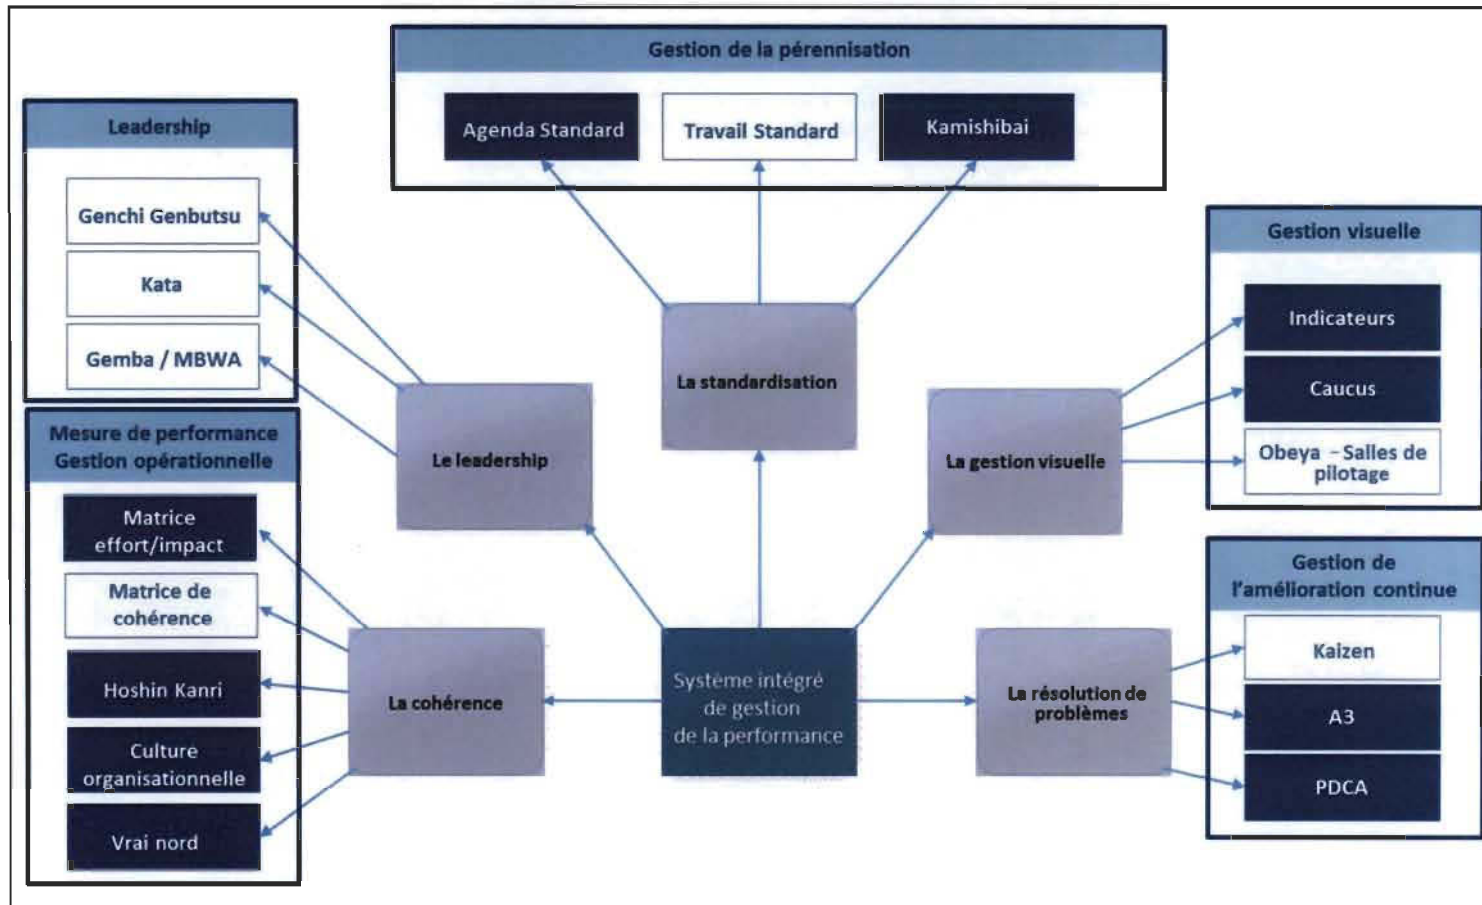 Gestion de la pérennisation
Agenda Standard
Travail Standard
Kamishibai
Leadership
Genchi Genbutsu
Kata
Gemba / MBWA
Gestion visuelle
Indicateurs
Caucus
Obeya – Salles de
pilotage
La standardisation
Le leadership
La gestion visuelle
Mesure de performance
Gestion opérationnelle
Matrice
effort/impact
Matrice de
cohérence
Hoshin Kanri
Culture
organisationnelle
Vrai nord
La cohérence
Système intégré
de gestion
de la performance
La résolution de
problèmes
Gestion de
l'amélioration continue
Kaizen
A3
PDCA